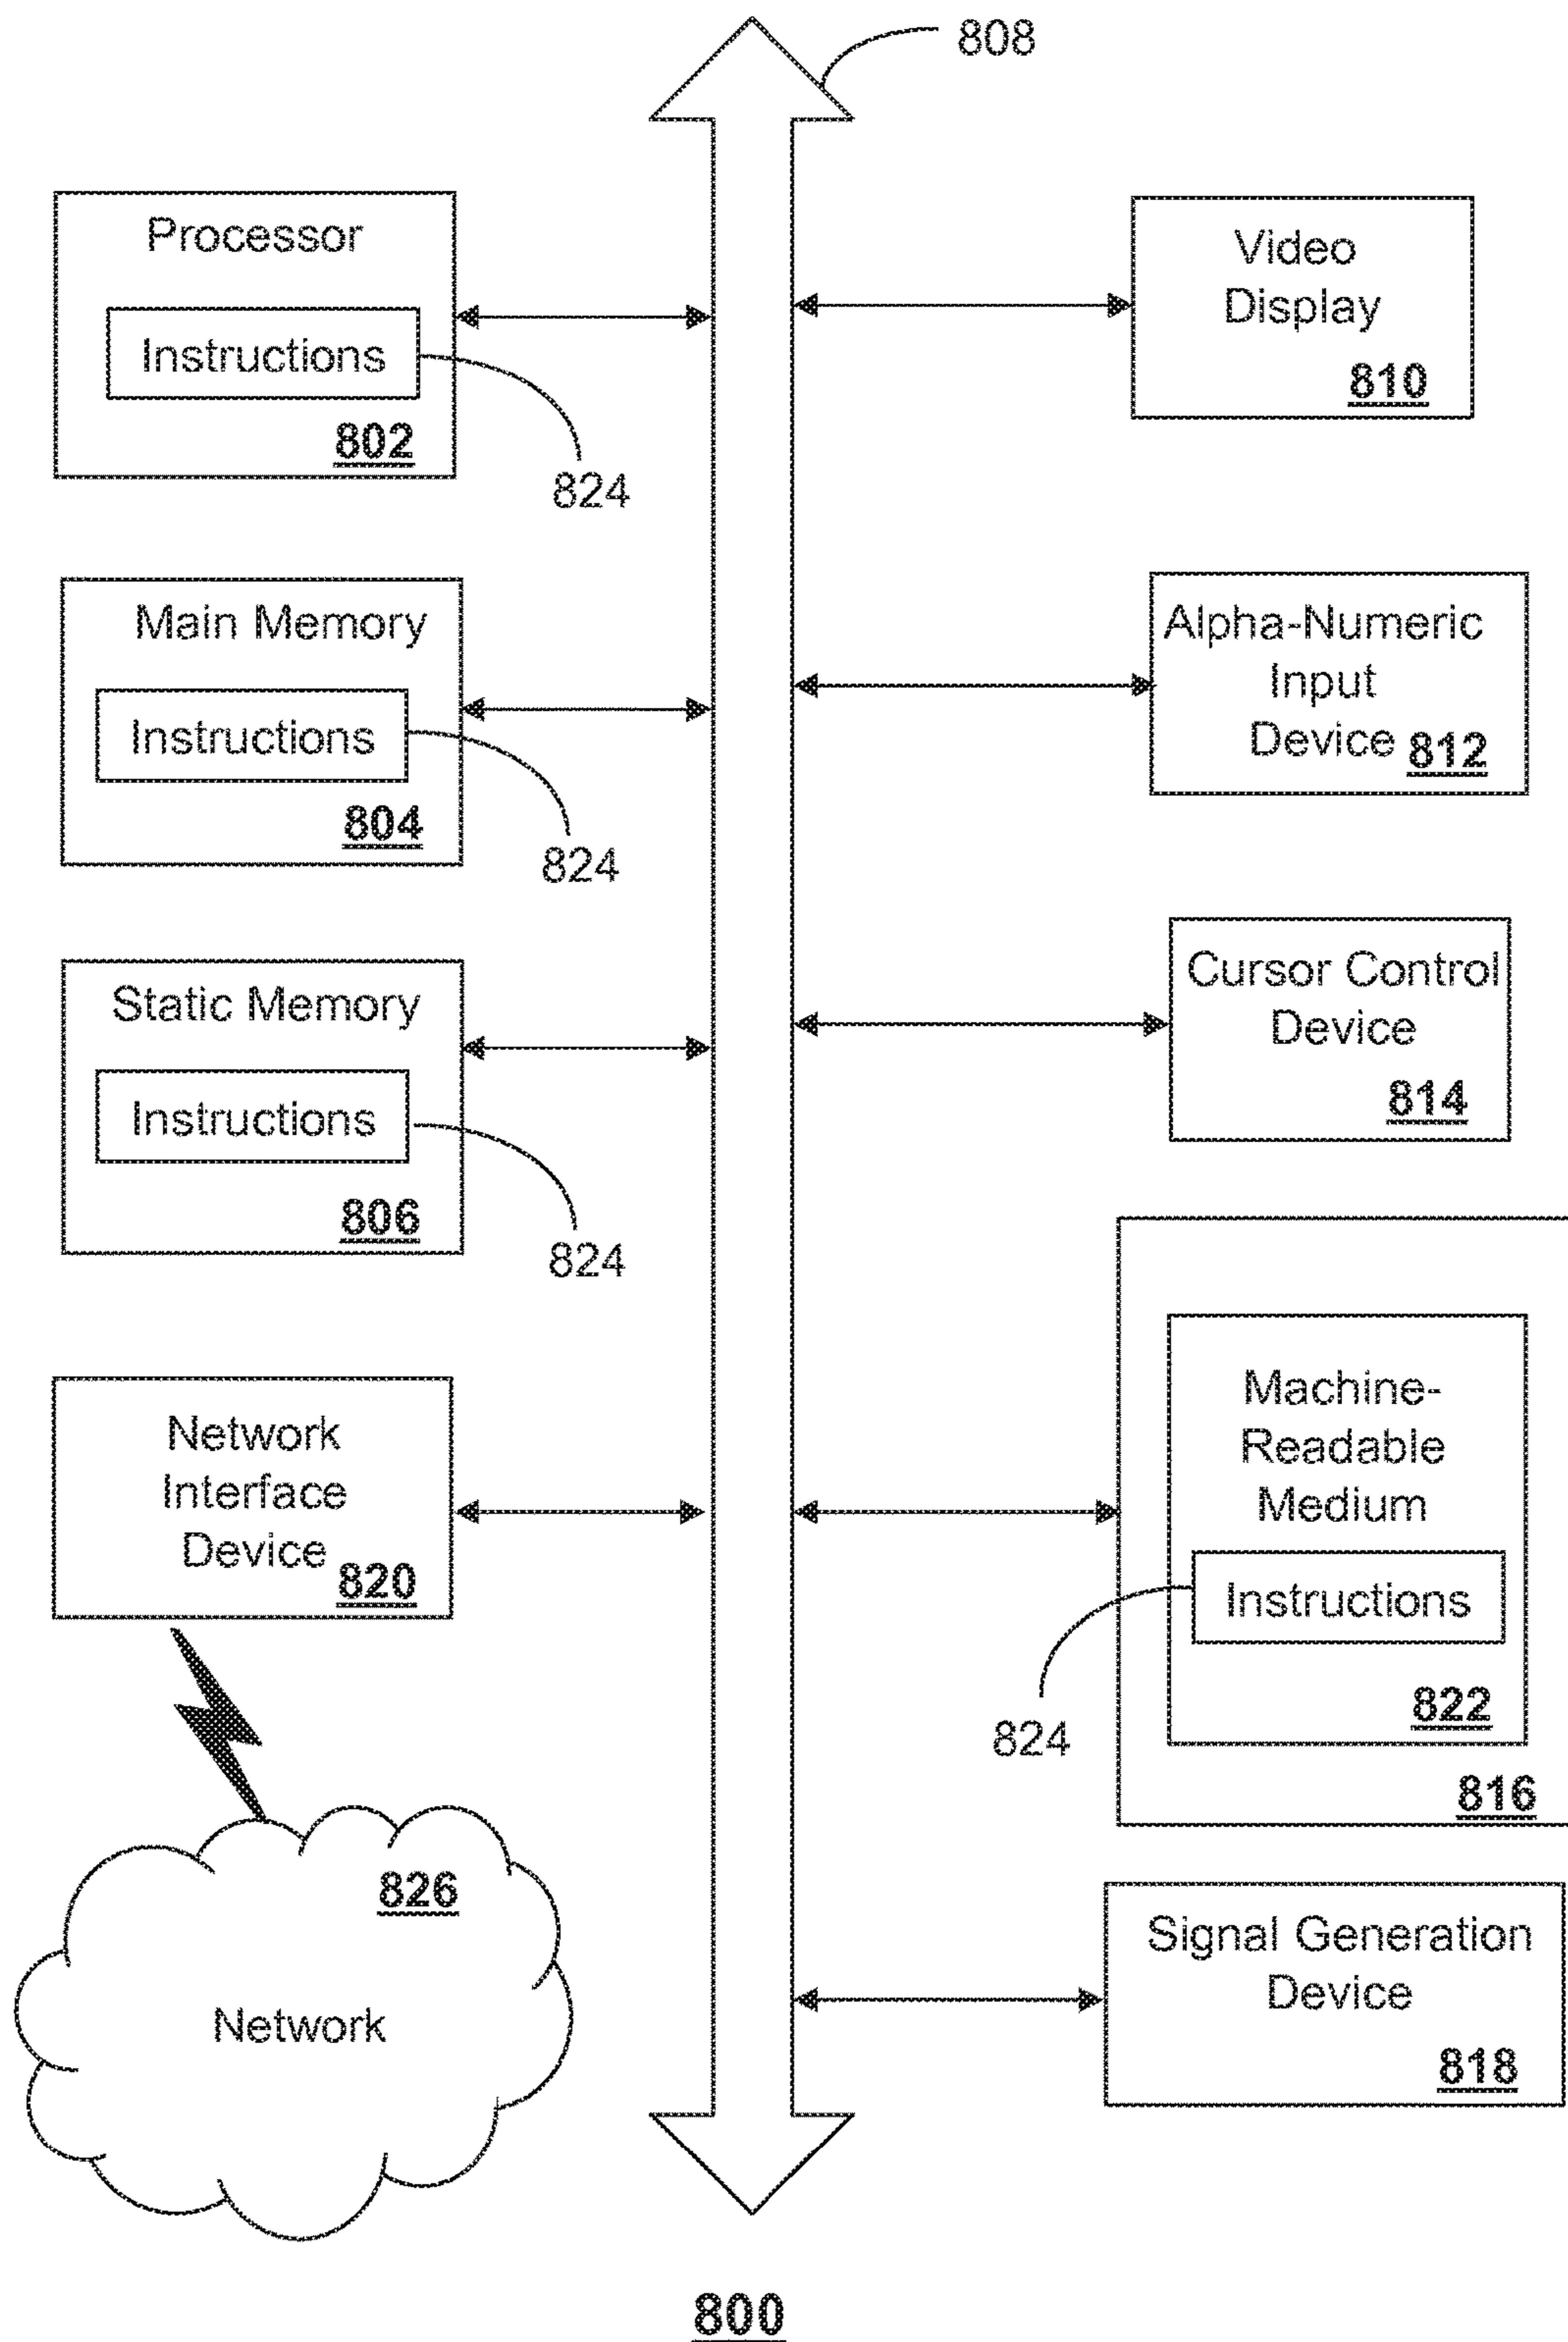 808
Processor
Instructions
802
824
Main Memory
Instructions
804
824
Static Memory
Instructions
806
824
Network
Interface
Device
820
826
Network
Video
Display
810
Alpha-Numeric
Input
Device 812
Cursor Control
Device
814
Machine-
Readable
Medium
Instructions
824
822
816
Signal Generation
Device
818
800